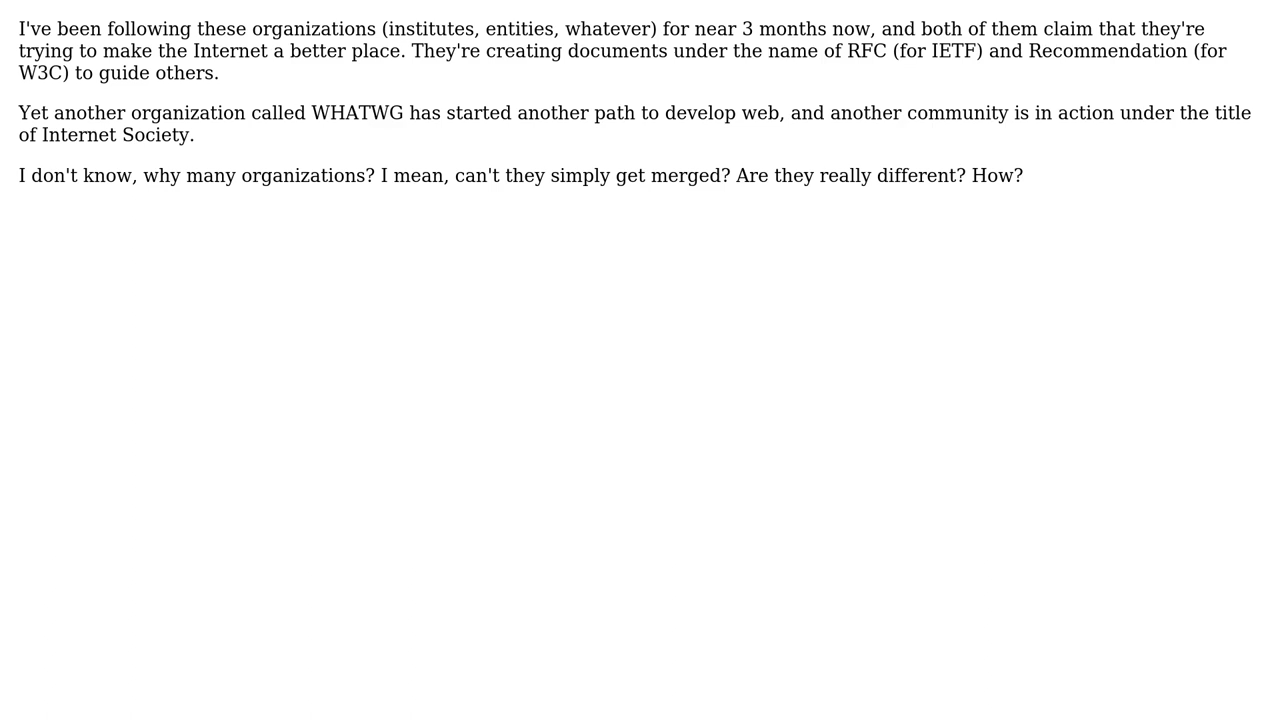 I've been following these organizations (institutes, entities, whatever) for near 3 months now, and both of them claim that they're
trying to make the Internet a better place. They're creating documents under the name of RFC (for IETF) and Recommendation (for
W3C) to guide others.
Yet another organization called WHATWG has started another path to develop web, and another community is in action under the title
of Internet Society.
I don't know, why many organizations? I mean, can't they simply get merged? Are they really different? How?